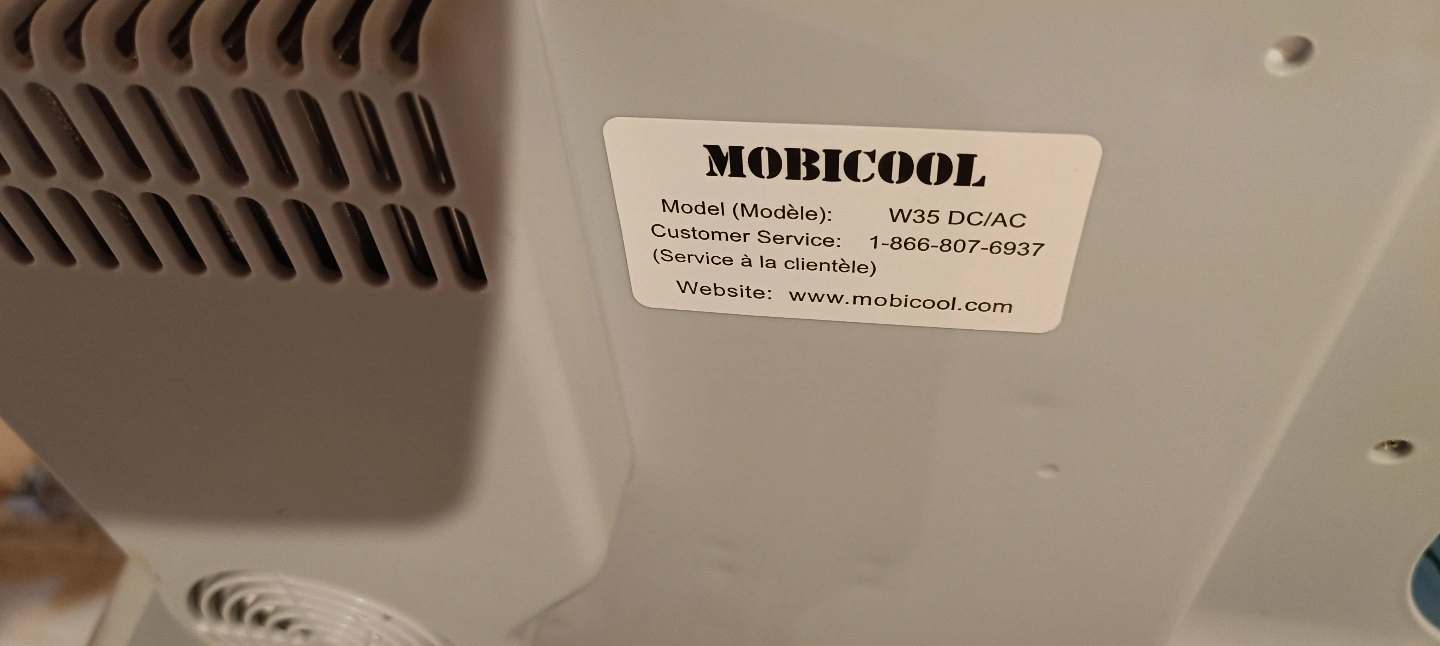 MOBICOOL
Model (Modèle): W35 DC/AC
Customer Service: 1-866-807-6937
(Service à la clientèle)
Website: www.mobicool.com